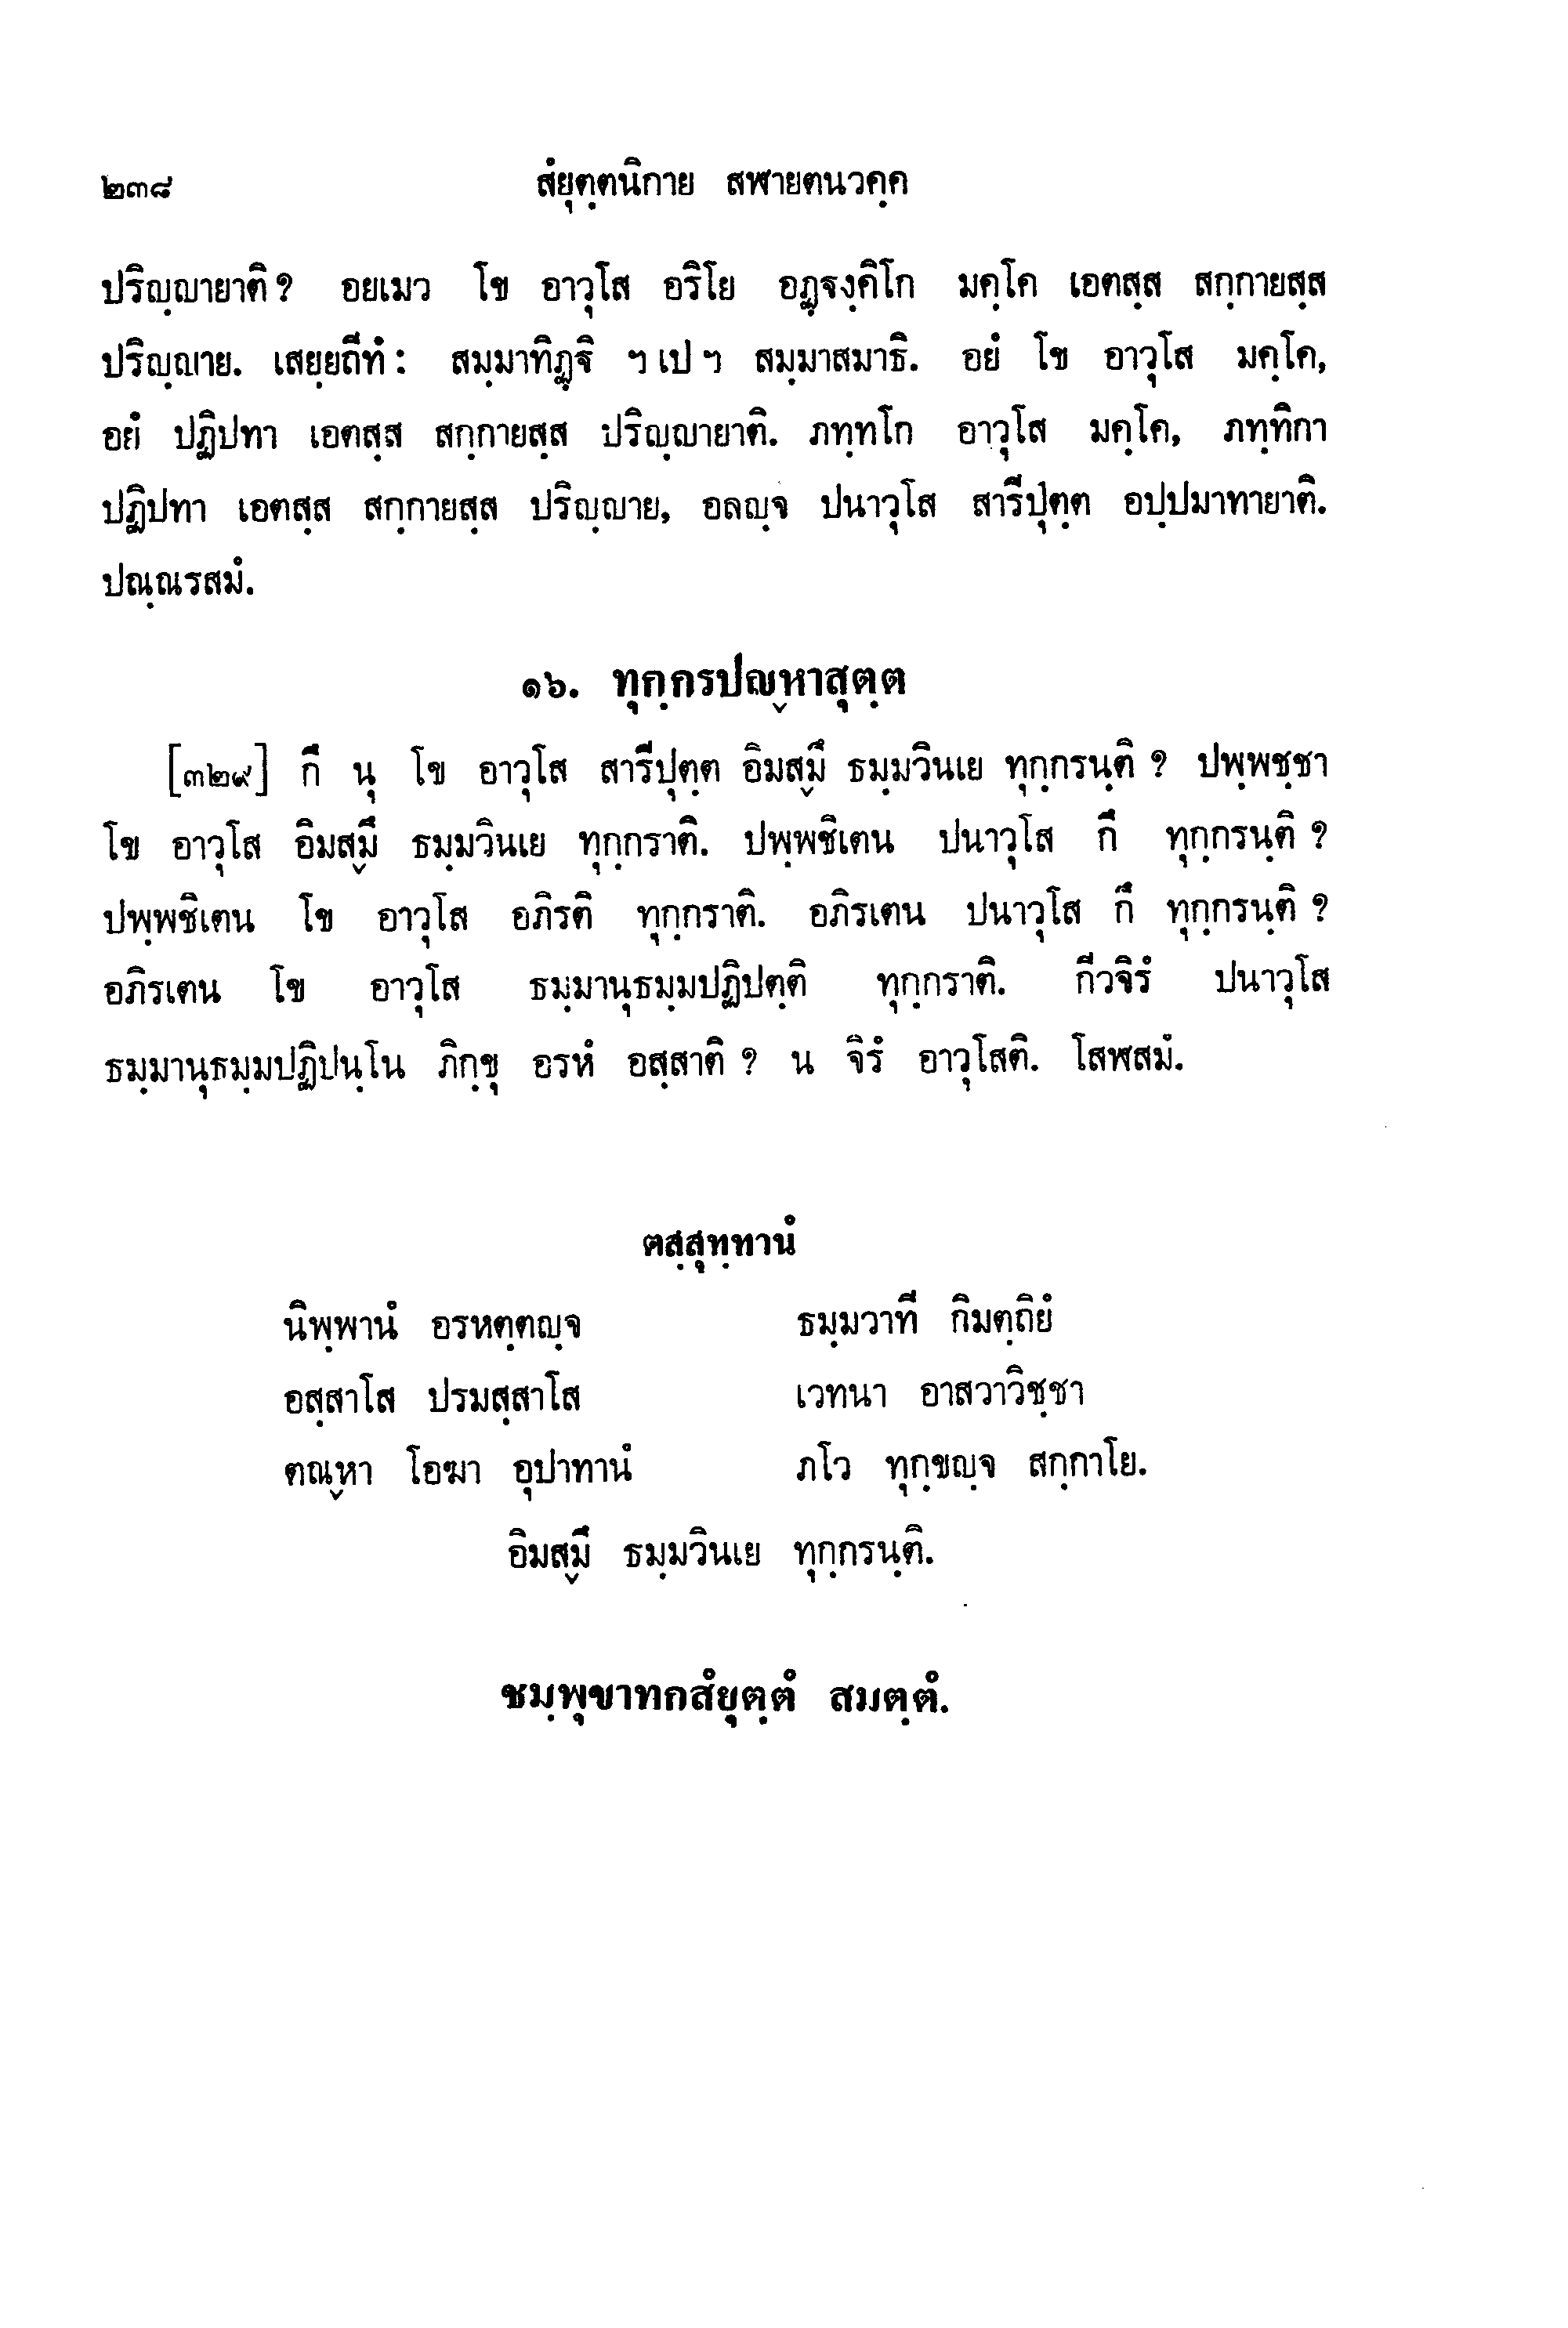 ๒๓๘ สํยุตฺตนิกาย สฬายตนวคฺค
ปริญฺญายาติ? อยเมว โข อาวุโส อริโย อฏฺฐงฺคิโก มคฺโค เอตสฺส สกฺกายสฺส
ปริญฺญาย. เสยฺยถีทํ: สมฺมาทิฏฺฐิ ฯ เป ฯ สมฺมาสมาธิ. อยํ โข อาวุโส มคฺโค,
อยํ ปฏิปทา เอตสฺส สกฺกายสฺส ปริญฺญายาติ. ภทฺทโก อาวุโส มคฺโค, ภทฺทิกา
ปฏิปทา เอตสฺส สกฺกายสฺส ปริญฺญาย, อลญฺจ ปนาวุโส สารีปุตฺต อปฺปมาทายาติ.
ปณฺณรสมํ.
๑๖. ทุกฺกรปญฺหาสุตฺต
[๓๒๙] กึ นุ โข อาวุโส สารีปุตฺต อิมสฺมึ ธมฺมวินเย ทุกฺกรนฺติ? ปพฺพชฺชา
โข อาวุโส อิมสฺมึ ธมฺมวินเย ทุกฺกราติ. ปพฺพชิเตน ปนาวุโส กึ ทุกฺกรนฺติ?
ปพฺพชิเตน โข อาวุโส อภิรติ ทุกฺกราติ. อภิรเตน ปนาวุโส กึ ทุกฺกรนฺติ?
อภิรเตน โข อาวุโส ธมฺมานุธมฺมปฏิปตฺติ ทุกฺกราติ. กีวจิรํ ปนาวุโส
ธมฺมานุธมฺมปฏิปนฺโน ภิกฺขุ อรหํ อสฺสาติ? น จิรํ อาวุโสติ. โสฬสมํ.
ตสฺสุทฺทานํ
นิพฺพานํ อรหตฺตญฺจ ธมฺมวาที กิมตฺถิยํ
อสฺสาโส ปรมสฺสาโส เวทนา อาสวาวิชฺชา
ตณฺหา โอฆา อุปาทานํ ภโว ทุกฺขญฺจ สกฺกาโย.
อิมสฺมึ ธมฺมวินเย ทุกฺกรนฺติ.
ชมฺพุขาทกสํยุตฺตํ สมตฺตํ.